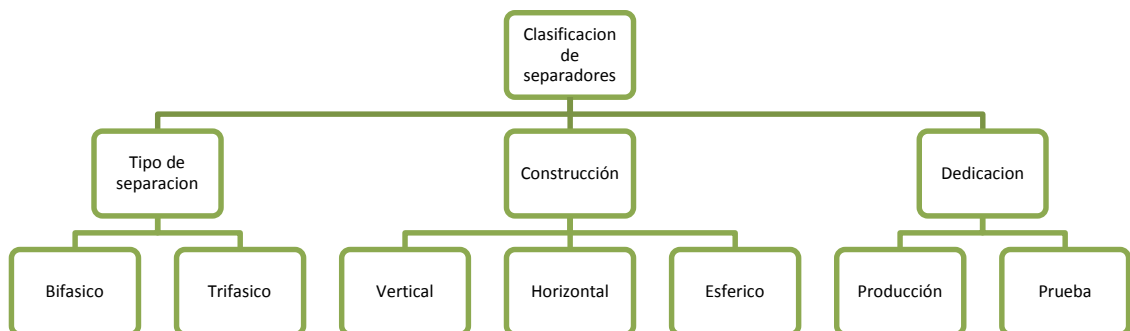 Clasificacion
de
separadores
Tipo de
separacion
Construcción
Dedicacion
Bifasico
Trifasico
Vertical
Horizontal
Esferico
Producción
Prueba